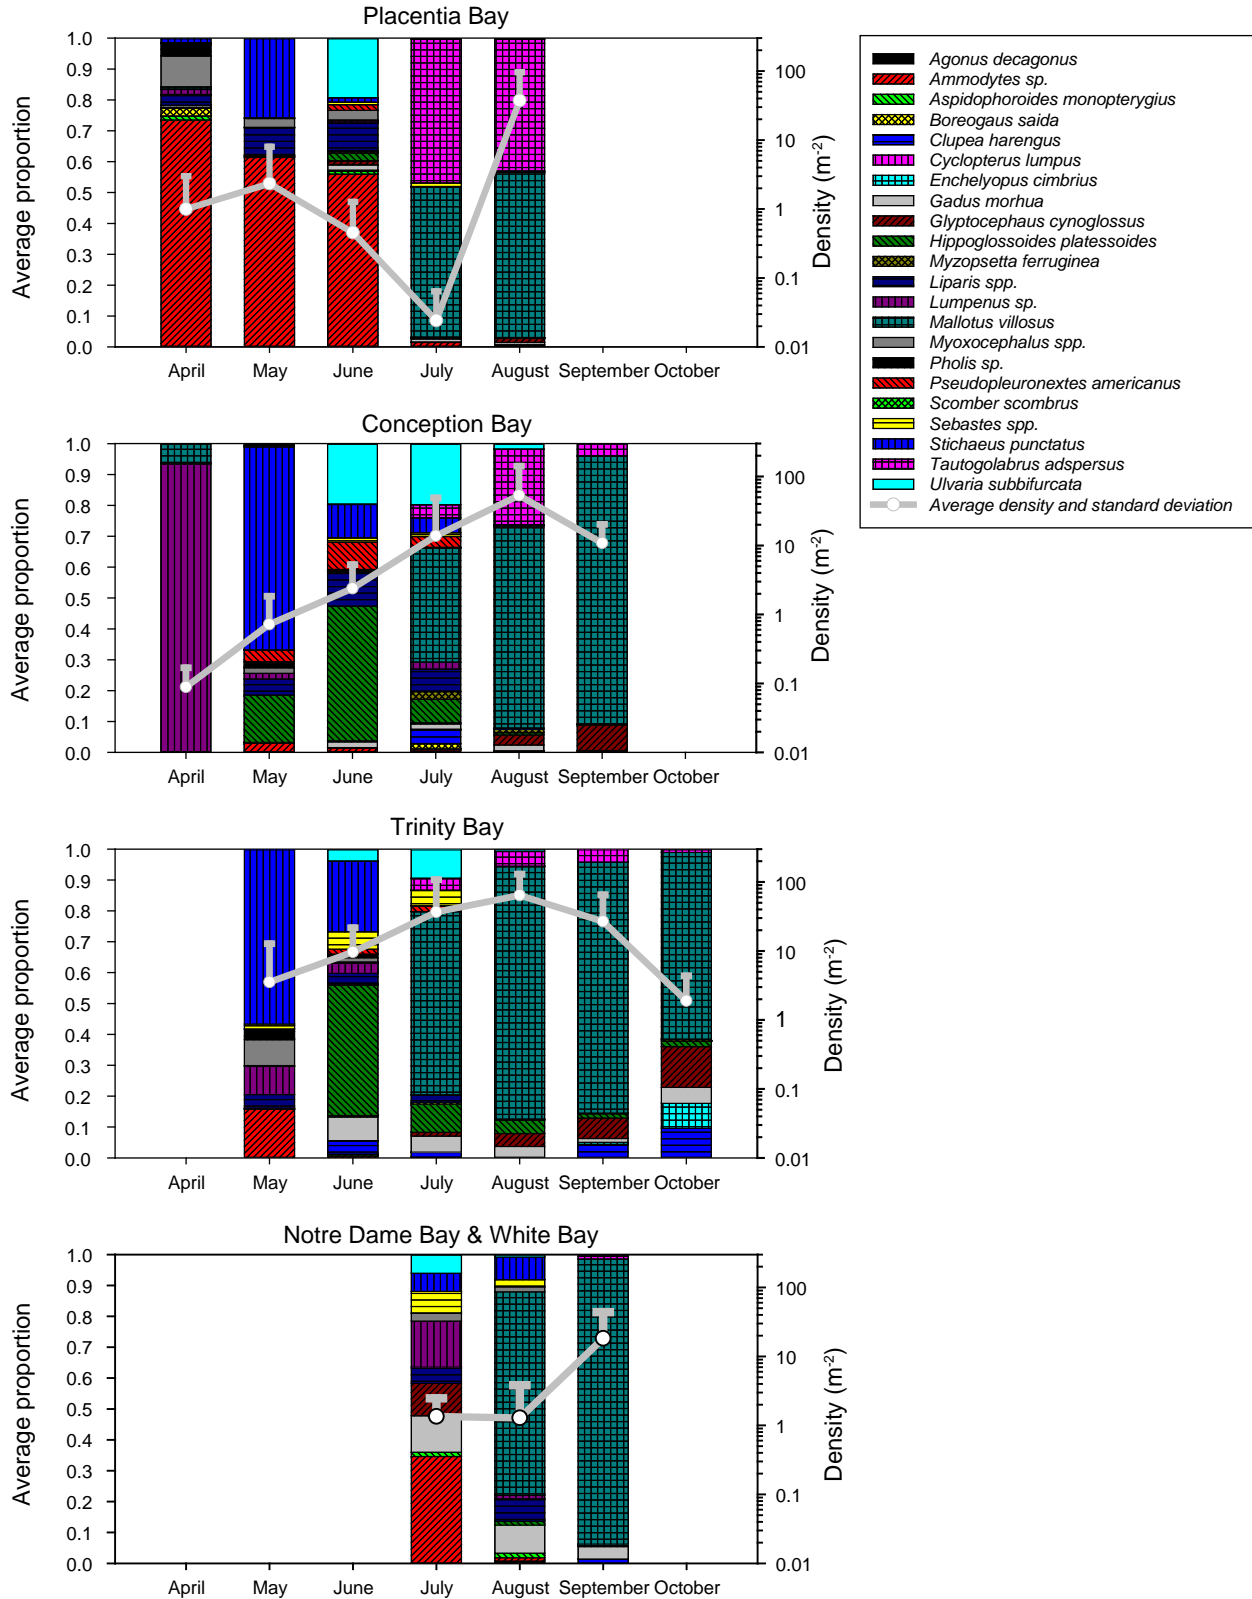 Placentia Bay
Average proportion
1.0
0.9
0.8
0.7
0.6
0.5
0.4
0.3
0.2
0.1
0.0
100
10
1
0.1
0.01
Density (m-2)
April May June July August September October
Agonus decagonus
Ammodytes sp.
Aspidophoroides monopterygius
Boreogaus saida
Clupea harengus
Cyclopterus lumpus
Enchelyopus cimbrius
Gadus morhua
Glyptocephaus cynoglossus
Hippoglossoides platessoides
Myzopsetta ferruginea
Liparis spp.
Lumpenus sp.
Mallotus villosus
Myoxocephalus spp.
Pholis sp.
Pseudopleuronextes americanus
Scomber scombrus
Sebastes spp.
Stichaeus punctatus
Tautogolabrus adspersus
Ulvaria subbifurcata
Average density and standard deviation
Conception Bay
Average proportion
1.0
0.9
0.8
0.7
0.6
0.5
0.4
0.3
0.2
0.1
0.0
100
10
1
0.1
0.01
Density (m-2)
April May June July August September October
Trinity Bay
Average proportion
1.0
0.9
0.8
0.7
0.6
0.5
0.4
0.3
0.2
0.1
0.0
100
10
1
0.1
0.01
Density (m-2)
April May June July August September October
Notre Dame Bay & White Bay
Average proportion
1.0
0.9
0.8
0.7
0.6
0.5
0.4
0.3
0.2
0.1
0.0
100
10
1
0.1
0.01
Density (m-2)
April May June July August September October